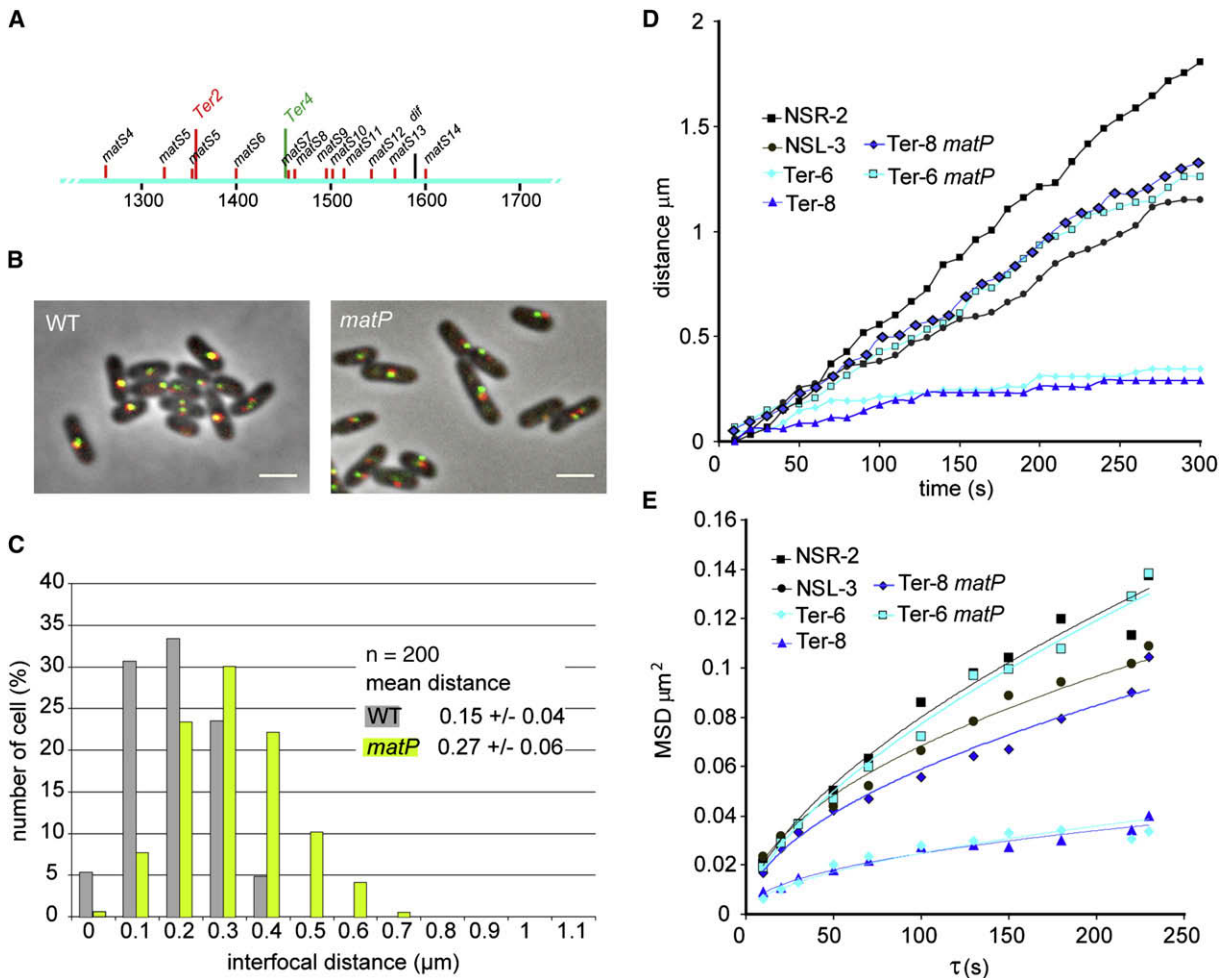 A
matS4
matS5
matS5
Ter2
matS6
Ter4
matS7
matS8
matS9
matS10
matS11
matS12
matS13
dif
matS14
1300
1400
1500
1600
1700
B
WT
matP
C
number of cell (%)
40
35
30
25
20
15
10
5
0
n = 200
mean distance
WT 0.15 +/- 0.04
matP 0.27 +/- 0.06
0 0.1 0.2 0.3 0.4 0.5 0.6 0.7 0.8 0.9 1 1.1
interfocal distance (µm)
D
distance µm
2
1.5
1
0.5
0
NSR-2
NSL-3
Ter-6
Ter-8
Ter-8 matP
Ter-6 matP
0 50 100 150 200 250 300
time (s)
E
MSD µm²
0.16
0.14
0.12
0.1
0.08
0.06
0.04
0.02
0
NSR-2
NSL-3
Ter-6
Ter-8
Ter-8 matP
Ter-6 matP
0 50 100 150 200 250
τ(s)